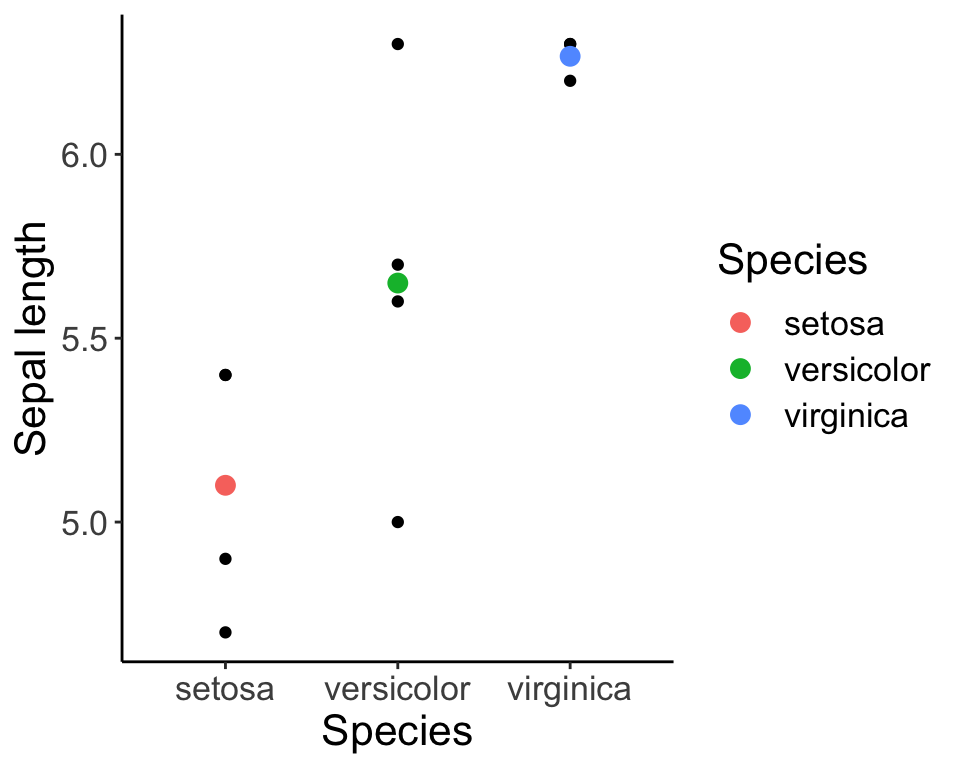 6.0
5.5
5.0
Sepal length
setosa versicolor virginica
Species
Species
setosa
versicolor
virginica